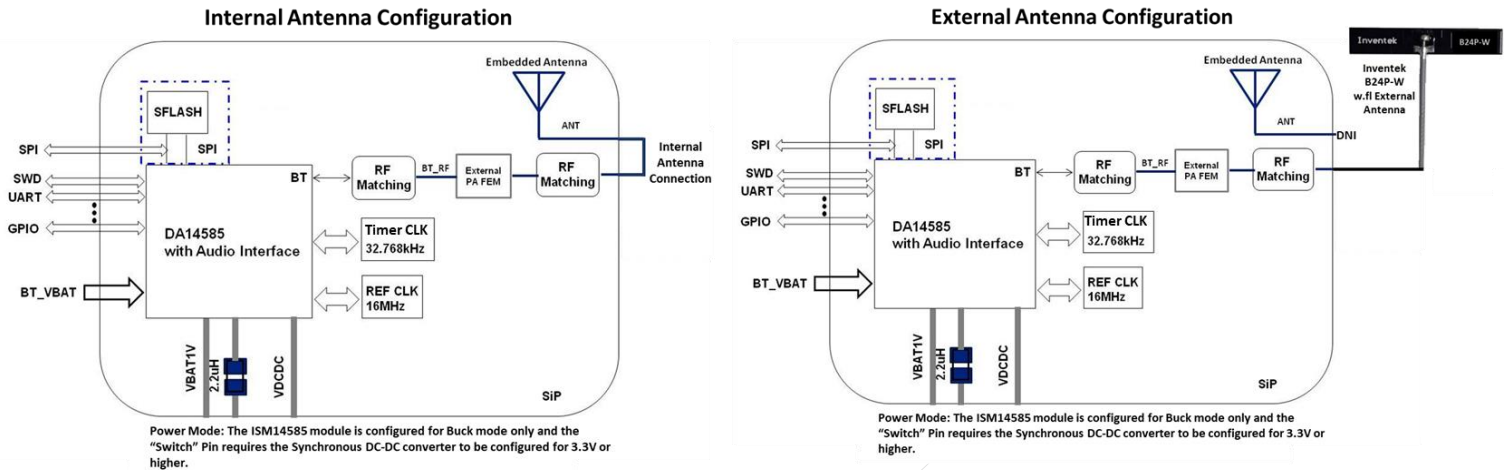 Internal Antenna Configuration
Embedded Antenna
SFLASH
ANT
SPI
SPI
Internal
Antenna
Connection
SWD
BT
RF
Matching
BT_RF
External
PA FEM
RF
Matching
UART
GPIO
DA14585
with Audio Interface
Timer CLK
32.768kHz
BT_VBAT
REF CLK
16MHz
VBAT1V
2.2uH
VDCDC
SiP
Power Mode: The ISM14585 module is configured for Buck mode only and the
“Switch” Pin requires the Synchronous DC-DC converter to be configured for 3.3V or
higher.
External Antenna Configuration
Inventek
B24P-W
Embedded Antenna
Inventek
B24P-W
w.fl External
Antenna
SFLASH
ANT
DNI
SPI
SPI
SWD
BT
RF
Matching
BT_RF
External
PA FEM
RF
Matching
UART
GPIO
DA14585
with Audio Interface
Timer CLK
32.768kHz
BT_VBAT
REF CLK
16MHz
VBAT1V
2.2uH
VDCDC
SiP
Power Mode: The ISM14585 module is configured for Buck mode only and the
“Switch” Pin requires the Synchronous DC-DC converter to be configured for 3.3V or
higher.